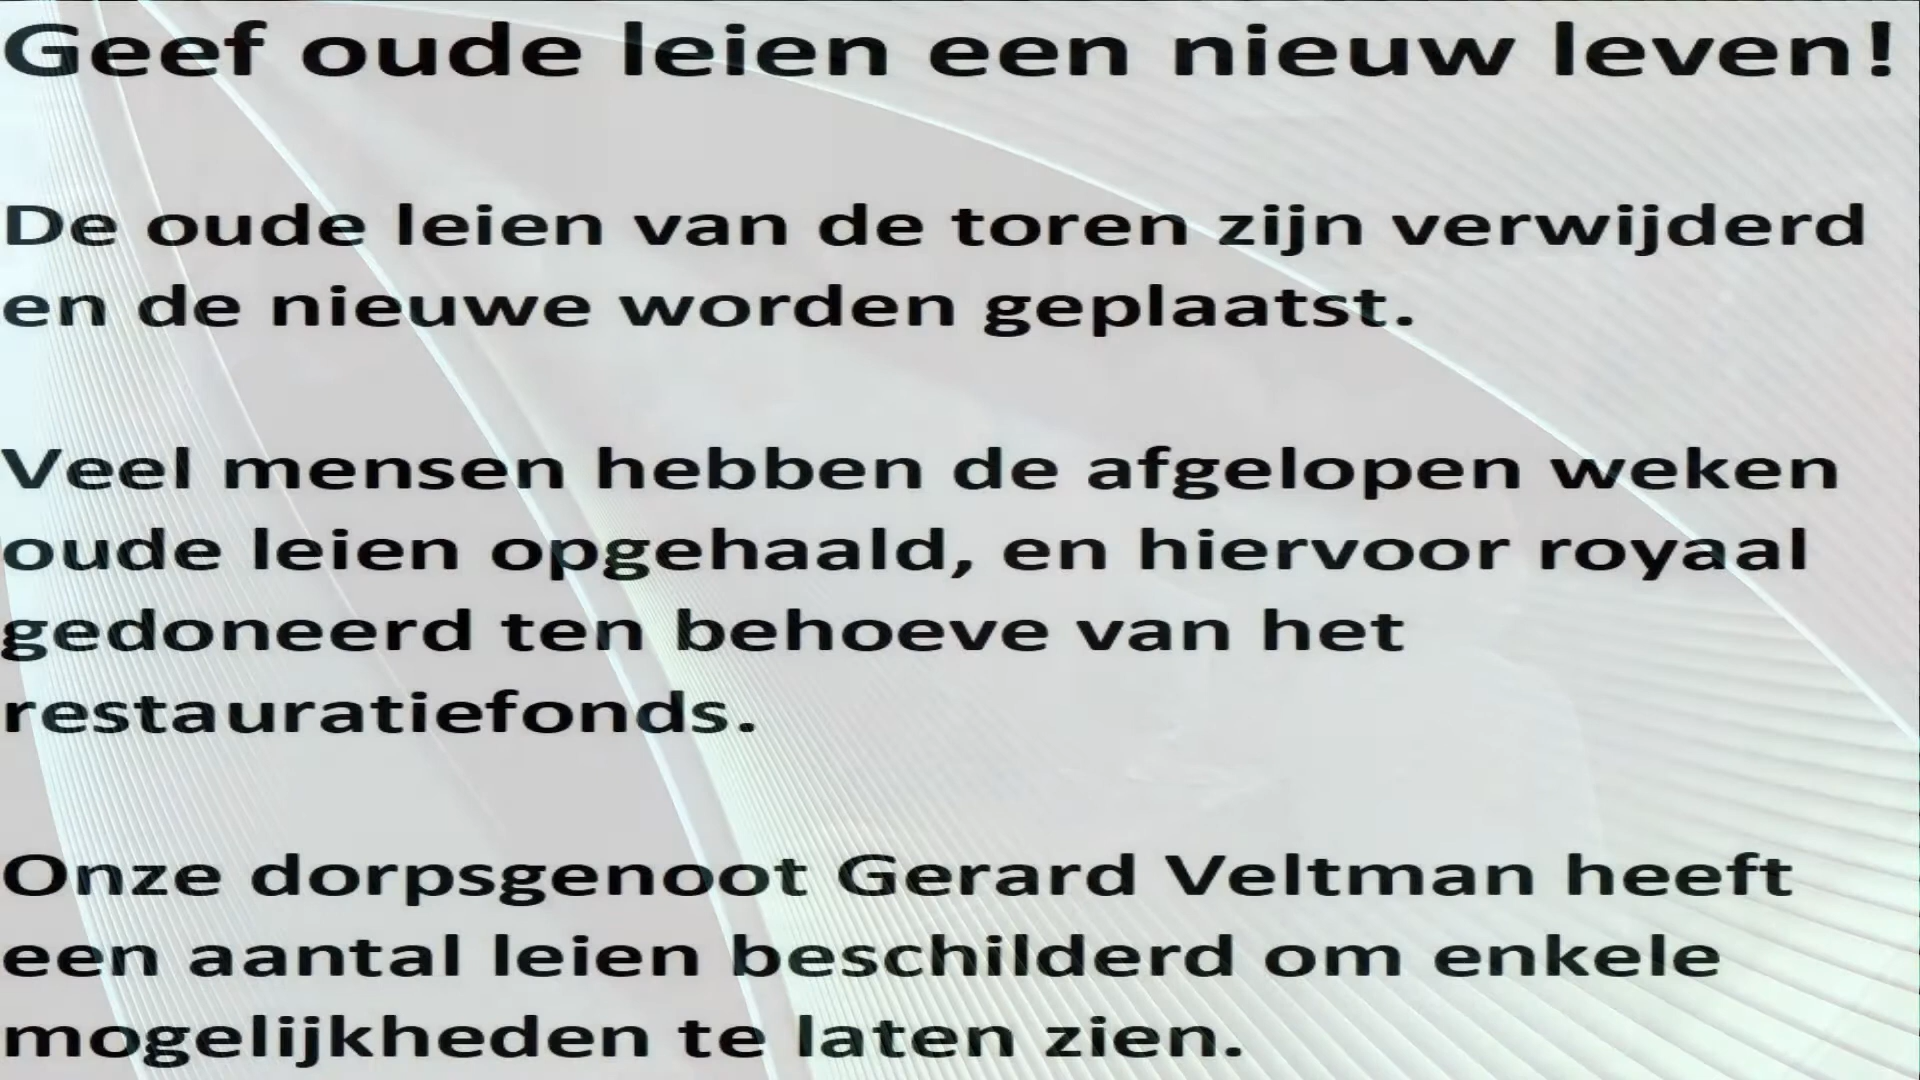 Geef oude leien een nieuw leven!
De oude leien van de toren zijn verwijderd
en de nieuwe worden geplaatst.
Veel mensen hebben de afgelopen weken
oude leien opgehaald, en hiervoor royaal
gedoneerd ten behoeve van het
restauratiefonds.
Onze dorpsgenoot Gerard Veltman heeft
een aantal leien beschilderd om enkele
mogelijkheden te laten zien.